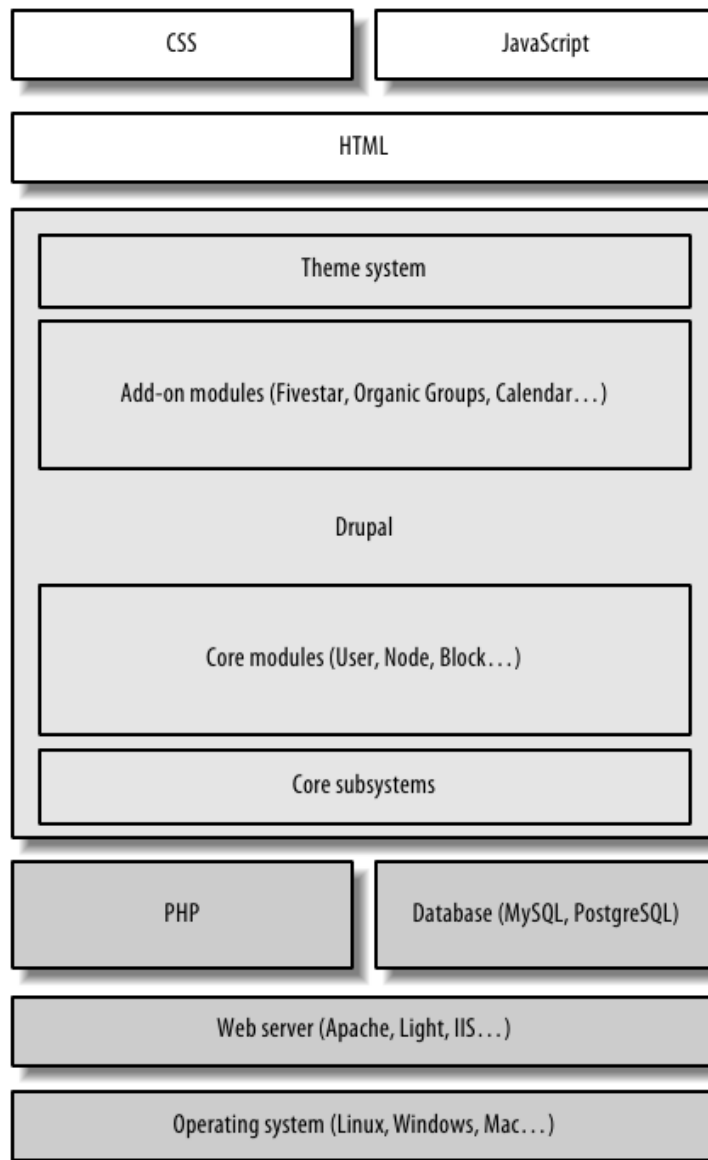 CSS
JavaScript
HTML
Theme system
Add-on modules (Fivestar, Organic Groups, Calendar…)
Drupal
Core modules (User, Node, Block…)
Core subsystems
PHP
Database (MySQL, PostgreSQL)
Web server (Apache, Light, IIS…)
Operating system (Linux, Windows, Mac…)